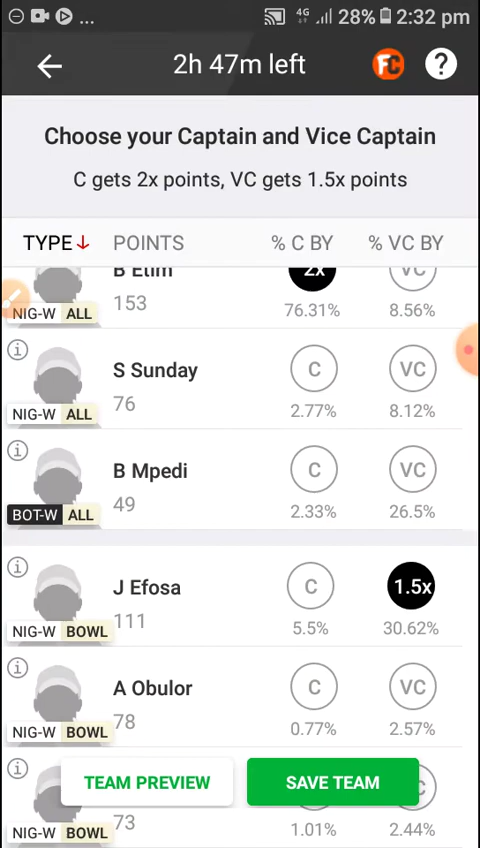 ... 4G 28% 2:32 pm
2h 47m left FC ?
Choose your Captain and Vice Captain
C gets 2x points, VC gets 1.5x points
TYPE↓ POINTS % C BY % VC BY
B Etim 2x VC
153
NIG-W ALL 76.31% 8.56%
i
S Sunday C VC
76
NIG-W ALL 2.77% 8.12%
i
B Mpedi C VC
49
BOT-W ALL 2.33% 26.5%
i
J Efosa C 1.5x
111
NIG-W BOWL 5.5% 30.62%
i
A Obulor C VC
78
NIG-W BOWL 0.77% 2.57%
i
TEAM PREVIEW SAVE TEAM C
73
NIG-W BOWL 1.01% 2.44%